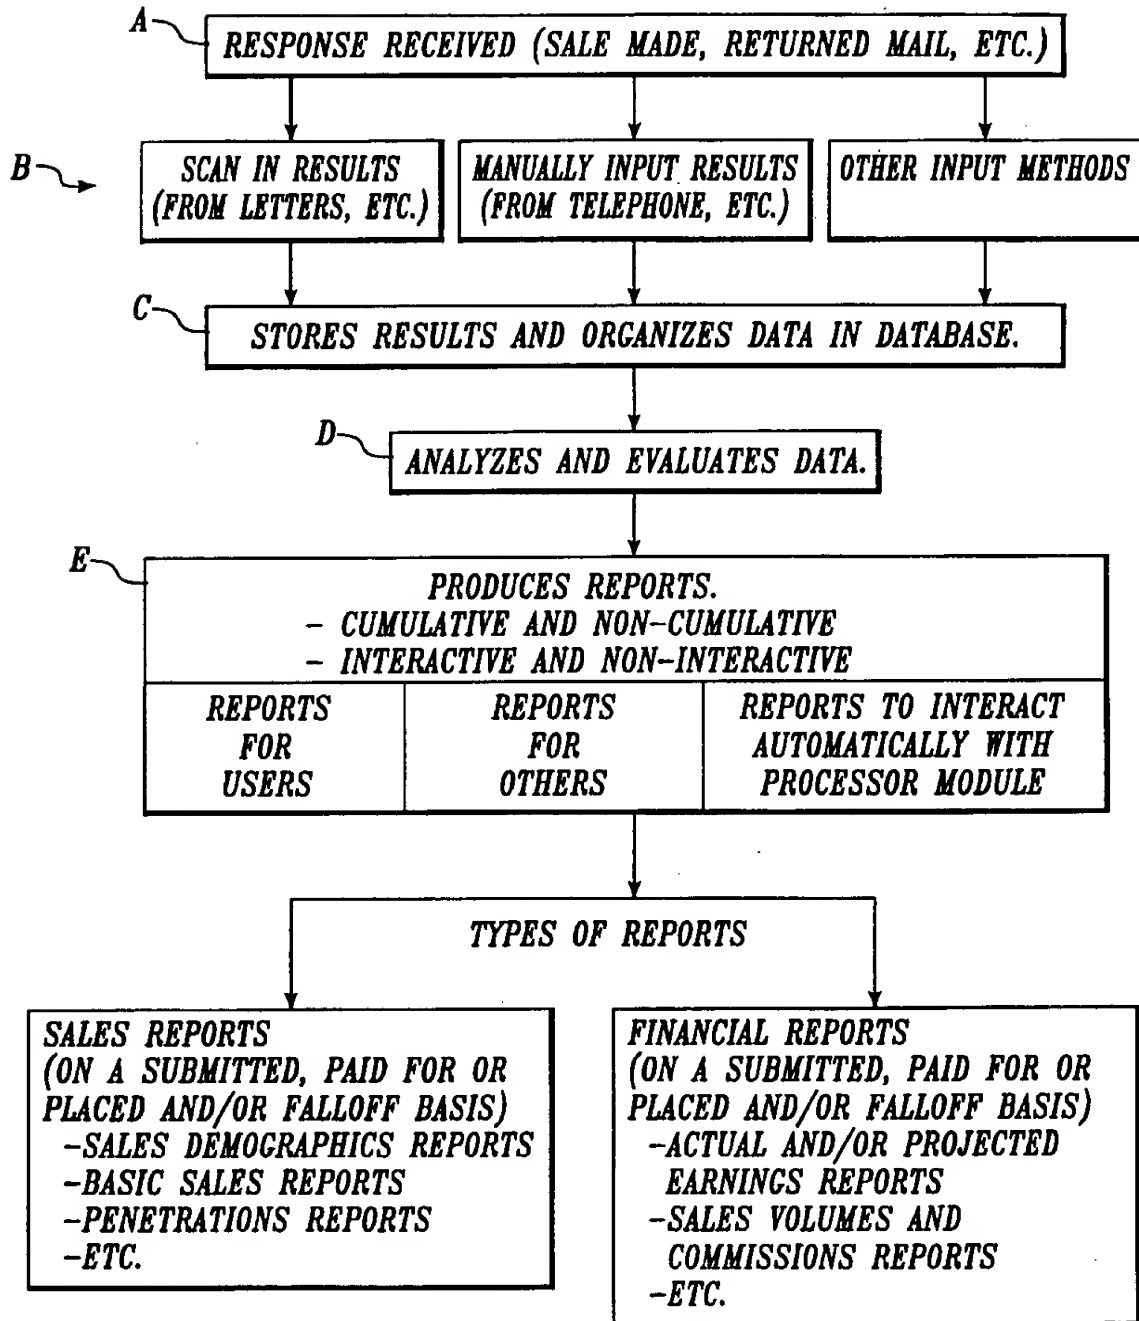 A
RESPONSE RECEIVED (SALE MADE, RETURNED MAIL, ETC.)
B
SCAN IN RESULTS
(FROM LETTERS, ETC.)
MANUALLY INPUT RESULTS
(FROM TELEPHONE, ETC.)
OTHER INPUT METHODS
C
STORES RESULTS AND ORGANIZES DATA IN DATABASE.
D
ANALYZES AND EVALUATES DATA.
E
PRODUCES REPORTS.
- CUMULATIVE AND NON-CUMULATIVE
- INTERACTIVE AND NON-INTERACTIVE
REPORTS
FOR
USERS
REPORTS
FOR
OTHERS
REPORTS TO INTERACT
AUTOMATICALLY WITH
PROCESSOR MODULE
TYPES OF REPORTS
SALES REPORTS
(ON A SUBMITTED, PAID FOR OR
PLACED AND/OR FALLOFF BASIS)
-SALES DEMOGRAPHICS REPORTS
-BASIC SALES REPORTS
-PENETRATIONS REPORTS
-ETC.
FINANCIAL REPORTS
(ON A SUBMITTED, PAID FOR OR
PLACED AND/OR FALLOFF BASIS)
-ACTUAL AND/OR PROJECTED
EARNINGS REPORTS
-SALES VOLUMES AND
COMMISSIONS REPORTS
-ETC.